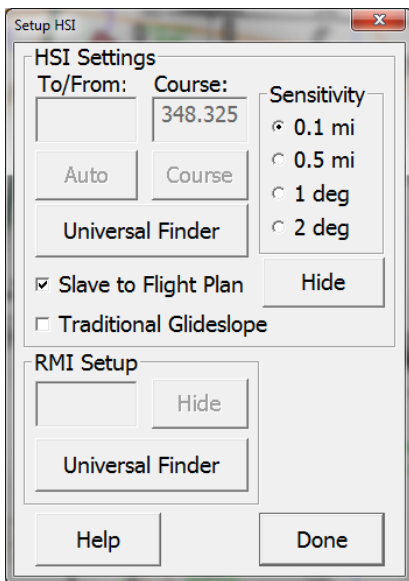 Setup HSI
HSI Settings
To/From: Course:
348.325
Auto Course
Universal Finder
Sensitivity
0.1 mi
0.5 mi
1 deg
2 deg
Slave to Flight Plan
Hide
Traditional Glideslope
RMI Setup
Hide
Universal Finder
Help Done